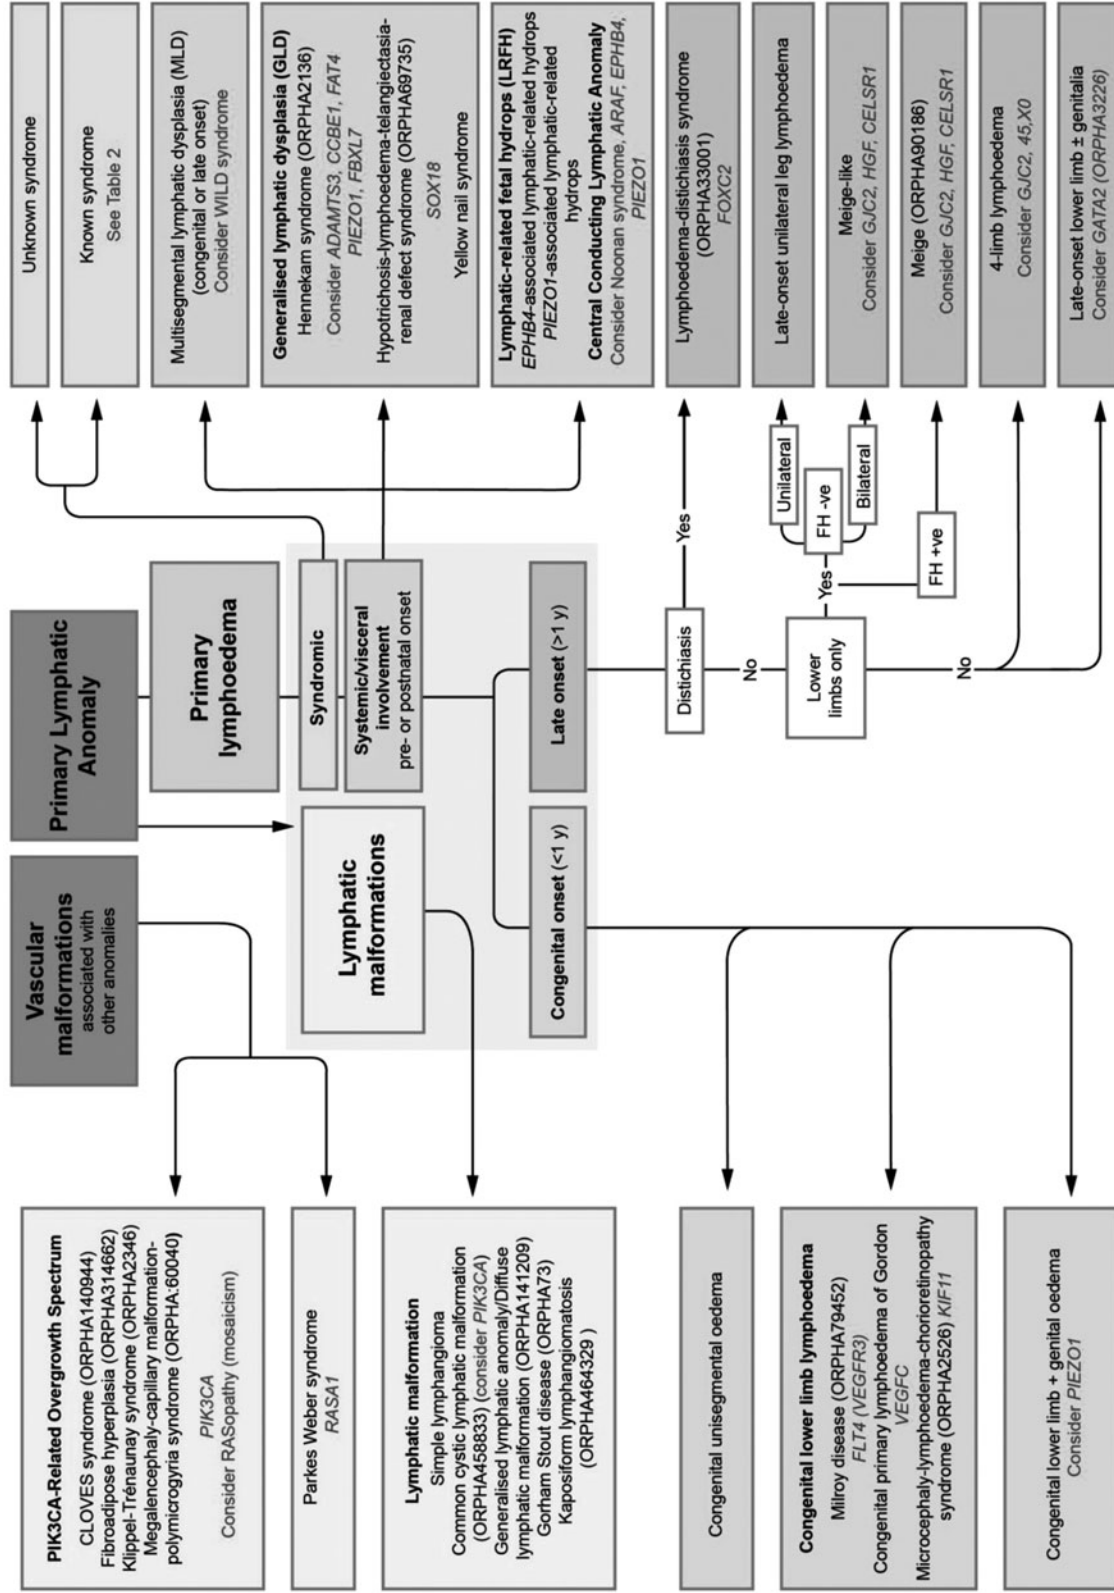 Vascular
malformations
associated with
other anomalies
Primary Lymphatic
Anomaly
Primary
lymphoedema
Lymphatic
malformations
Syndromic
Systemic/visceral
involvement
pre- or postnatal onset
Congenital onset (<1 y)
Late onset (>1 y)
PIK3CA-Related Overgrowth Spectrum
CLOVES syndrome (ORPHA140944)
Fibroadipose hyperplasia (ORPHA314662)
Klippel-Trénaunay syndrome (ORPHA2346)
Megalencephaly-capillary malformation-
polymicrogyria syndrome (ORPHA:60040)
PIK3CA
Consider RASopathy (mosaicism)
Parkes Weber syndrome
RASA1
Lymphatic malformation
Simple lymphangioma
Common cystic lymphatic malformation
(ORPHA458833) (consider PIK3CA)
Generalised lymphatic anomaly/Diffuse
lymphatic malformation (ORPHA141209)
Gorham Stout disease (ORPHA73)
Kaposiform lymphangiomatosis
(ORPHA464329 )
Congenital unisegmental oedema
Congenital lower limb lymphoedema
Milroy disease (ORPHA79452)
FLT4 (VEGFR3)
Congenital primary lymphoedema of Gordon
VEGFC
Microcephaly-lymphoedema-chorioretinopathy
syndrome (ORPHA2526) KIF11
Congenital lower limb + genital oedema
Consider PIEZO1
Unknown syndrome
Known syndrome
See Table 2
Multisegmental lymphatic dysplasia (MLD)
(congenital or late onset)
Consider WILD syndrome
Generalised lymphatic dysplasia (GLD)
Hennekam syndrome (ORPHA2136)
Consider ADAMTS3, CCBE1, FAT4
PIEZO1, FBXL7
Hypotrichosis-lymphoedema-telangiectasia-
renal defect syndrome (ORPHA69735)
SOX18
Yellow nail syndrome
Lymphatic-related fetal hydrops (LRFH)
EPHB4-associated lymphatic-related hydrops
PIEZO1-associated lymphatic-related
hydrops
Central Conducting Lymphatic Anomaly
Consider Noonan syndrome, ARAF, EPHB4,
PIEZO1
Distichiasis
Yes
Lymphoedema-distichiasis syndrome
(ORPHA33001)
FOXC2
No
Lower
limbs only
Yes
FH -ve
Unilateral
Late-onset unilateral leg lymphoedema
Bilateral
Meige-like
Consider GJC2, HGF, CELSR1
FH +ve
Meige (ORPHA90186)
Consider GJC2, HGF, CELSR1
No
4-limb lymphoedema
Consider GJC2, 45,X0
Late-onset lower limb ± genitalia
GATA2 (ORPHA3226)